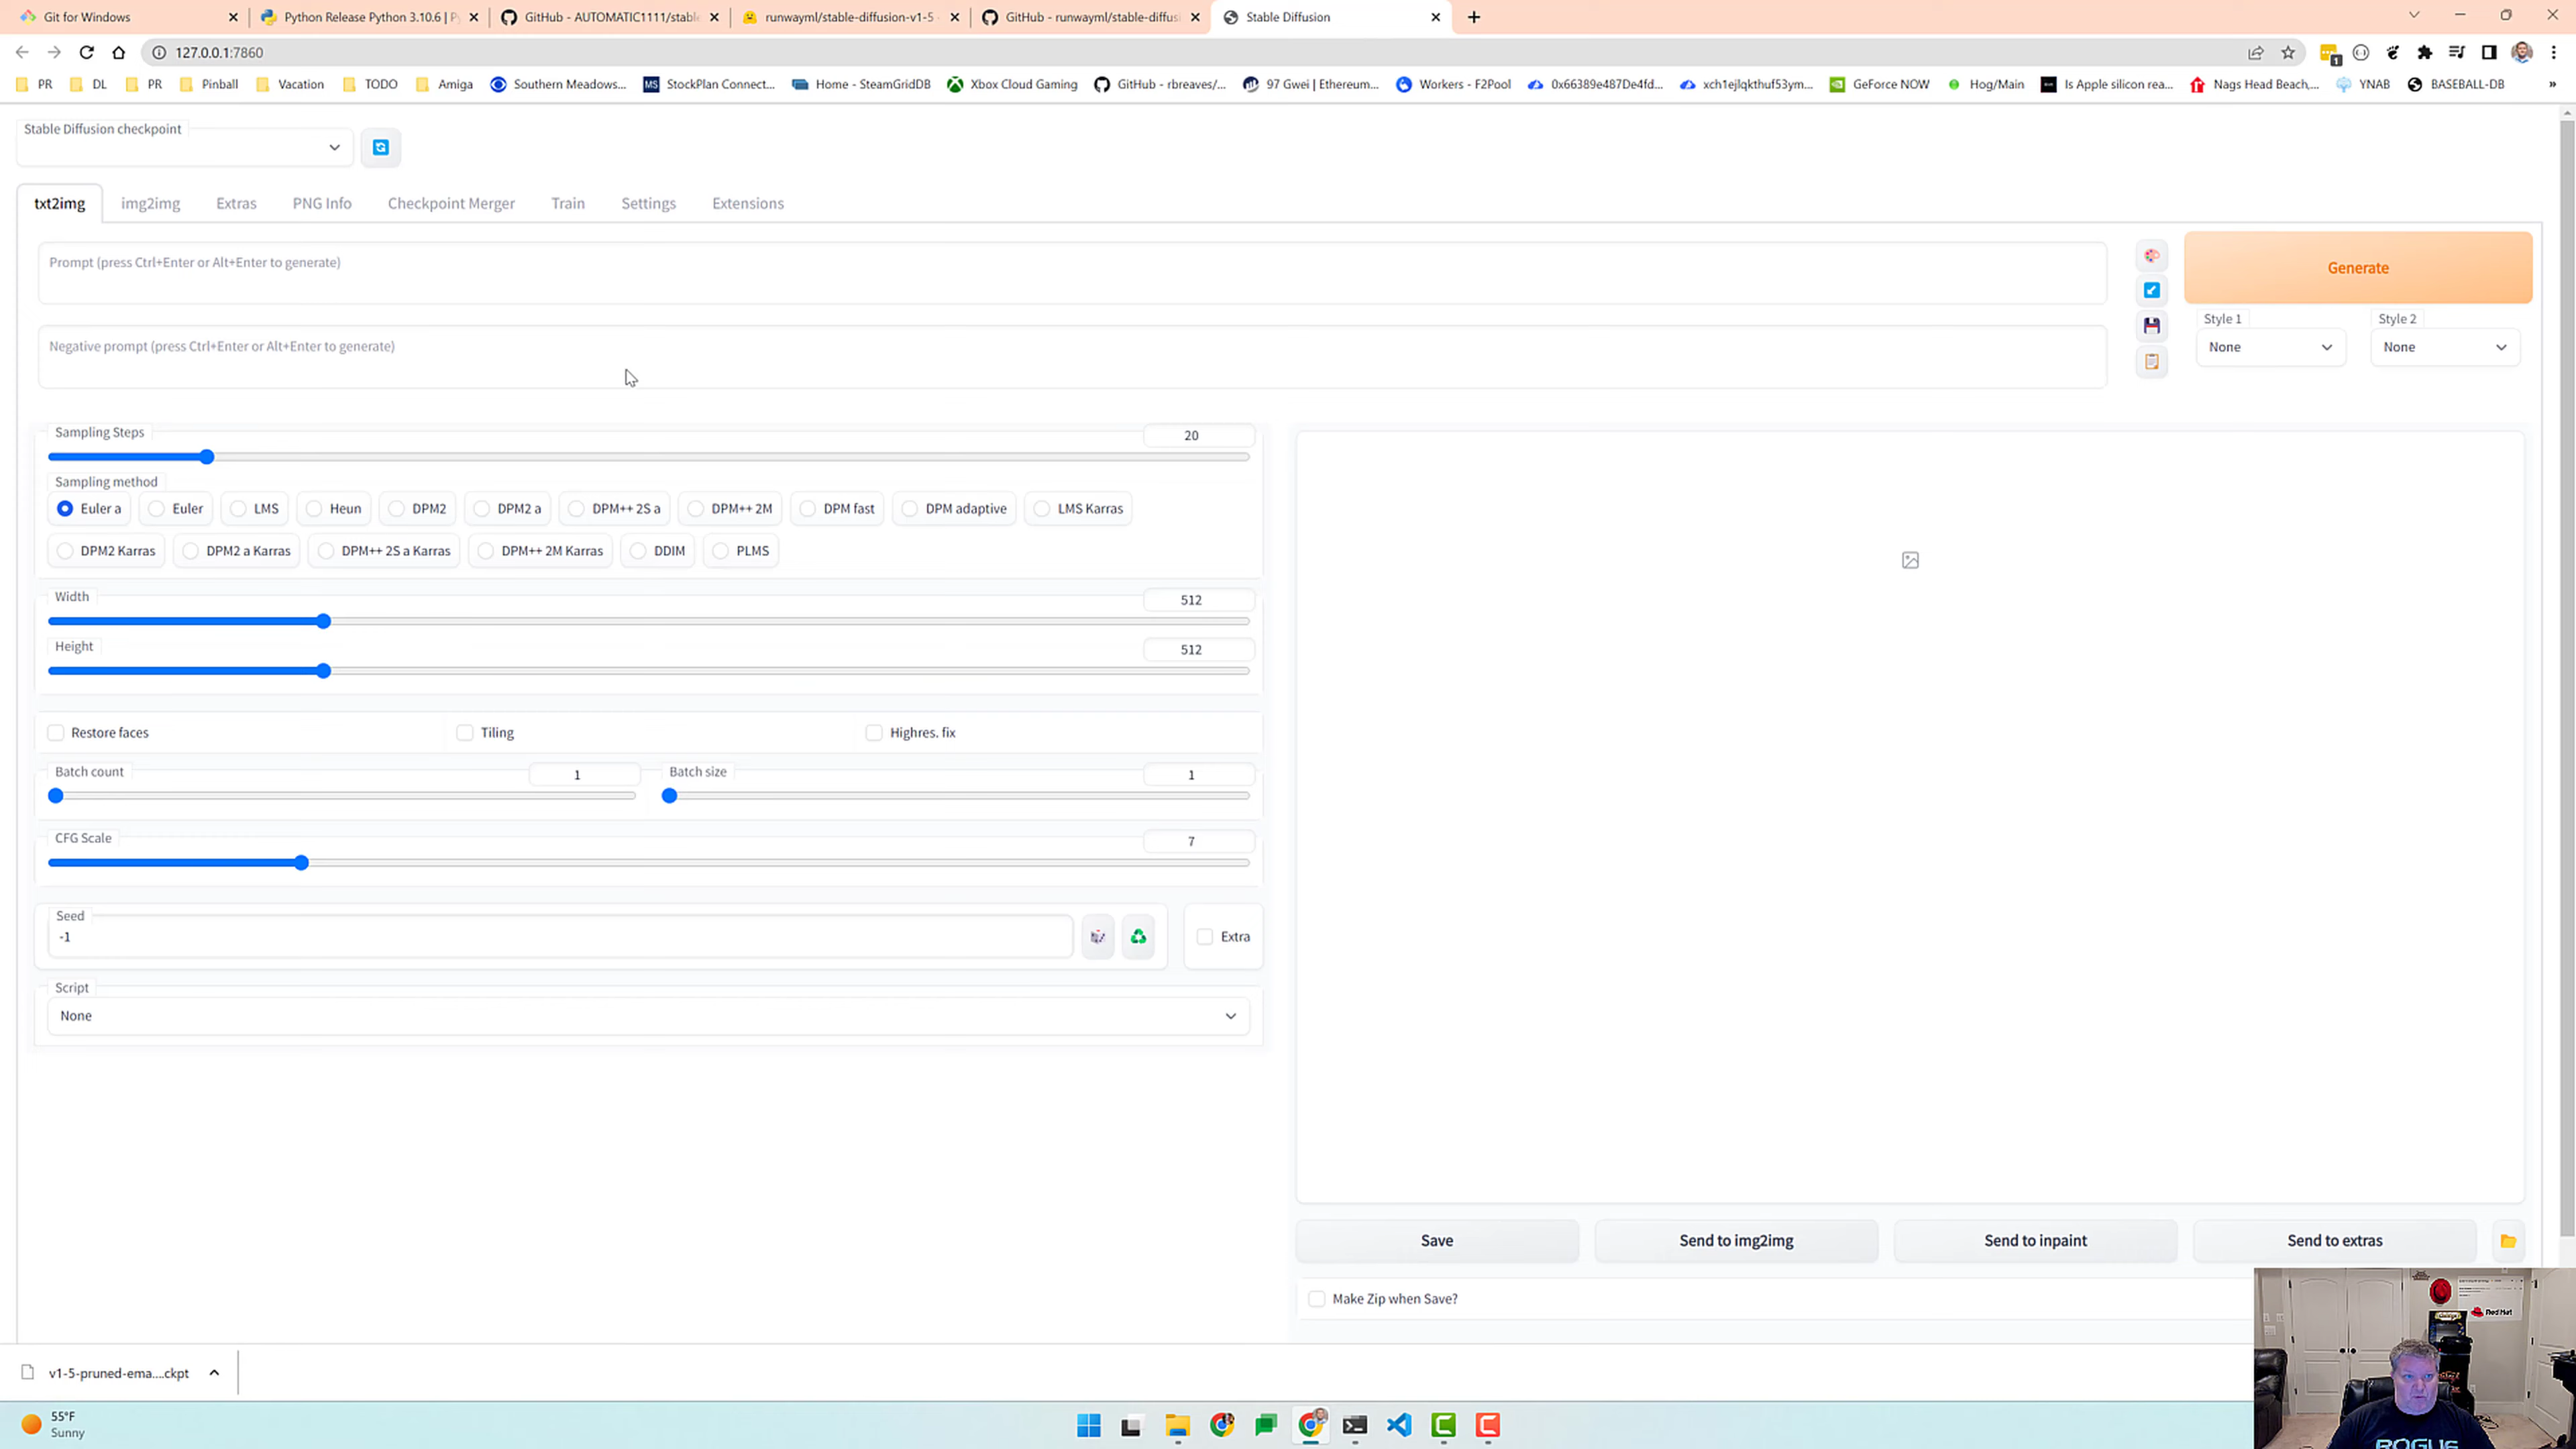 Git for Windows
Python Release Python 3.10.6 | Py
GitHub - AUTOMATIC1111/stable
runwayml/stable-diffusion-v1-5
GitHub - runwayml/stable-diffusi
Stable Diffusion
127.0.0.1:7860
PR DL PR Pinball Vacation TODO Amiga Southern Meadows... StockPlan Connect... Home - SteamGridDB Xbox Cloud Gaming GitHub - rbreaves/... 97 Gwei | Ethereum... Workers - F2Pool 0x66389e487De4fd... xch1ejlqkthuf53ym... GeForce NOW Hog/Main Is Apple silicon rea... Nags Head Beach,... YNAB BASEBALL-DB »
Stable Diffusion checkpoint
txt2img img2img Extras PNG Info Checkpoint Merger Train Settings Extensions
Prompt (press Ctrl+Enter or Alt+Enter to generate)
Generate
Negative prompt (press Ctrl+Enter or Alt+Enter to generate)
Style 1 Style 2
None None
Sampling Steps 20
Sampling method
Euler a Euler LMS Heun DPM2 DPM2 a DPM++ 2S a DPM++ 2M DPM fast DPM adaptive LMS Karras
DPM2 Karras DPM2 a Karras DPM++ 2S a Karras DPM++ 2M Karras DDIM PLMS
Width 512
Height 512
Restore faces Tiling Highres. fix
Batch count 1 Batch size 1
CFG Scale 7
Seed
-1
Extra
Script
None
Save Send to img2img Send to inpaint Send to extras
Make Zip when Save?
v1-5-pruned-ema....ckpt
55°F
Sunny
Red Hat
ROGUE